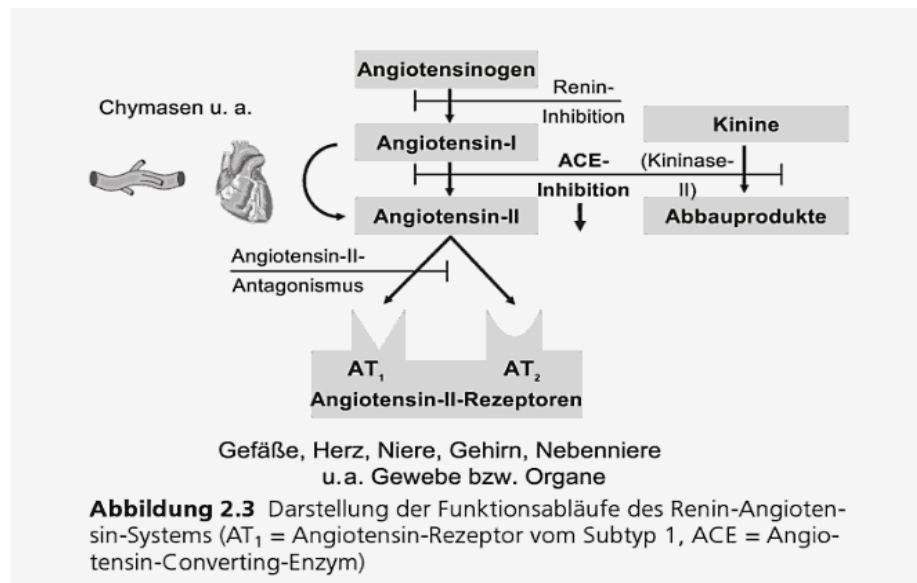 Angiotensinogen
Chymasen u. a.
Renin-
Inhibition
Kinine
Angiotensin-I
ACE-
Inhibition
(Kininase-
II)
Angiotensin-II
Abbauprodukte
Angiotensin-II-
Antagonismus
AT₁
AT₂
Angiotensin-II-Rezeptoren
Gefäße, Herz, Niere, Gehirn, Nebenniere
u.a. Gewebe bzw. Organe
Abbildung 2.3 Darstellung der Funktionsabläufe des Renin-Angioten-
sin-Systems (AT₁ = Angiotensin-Rezeptor vom Subtyp 1, ACE = Angio-
tensin-Converting-Enzym)